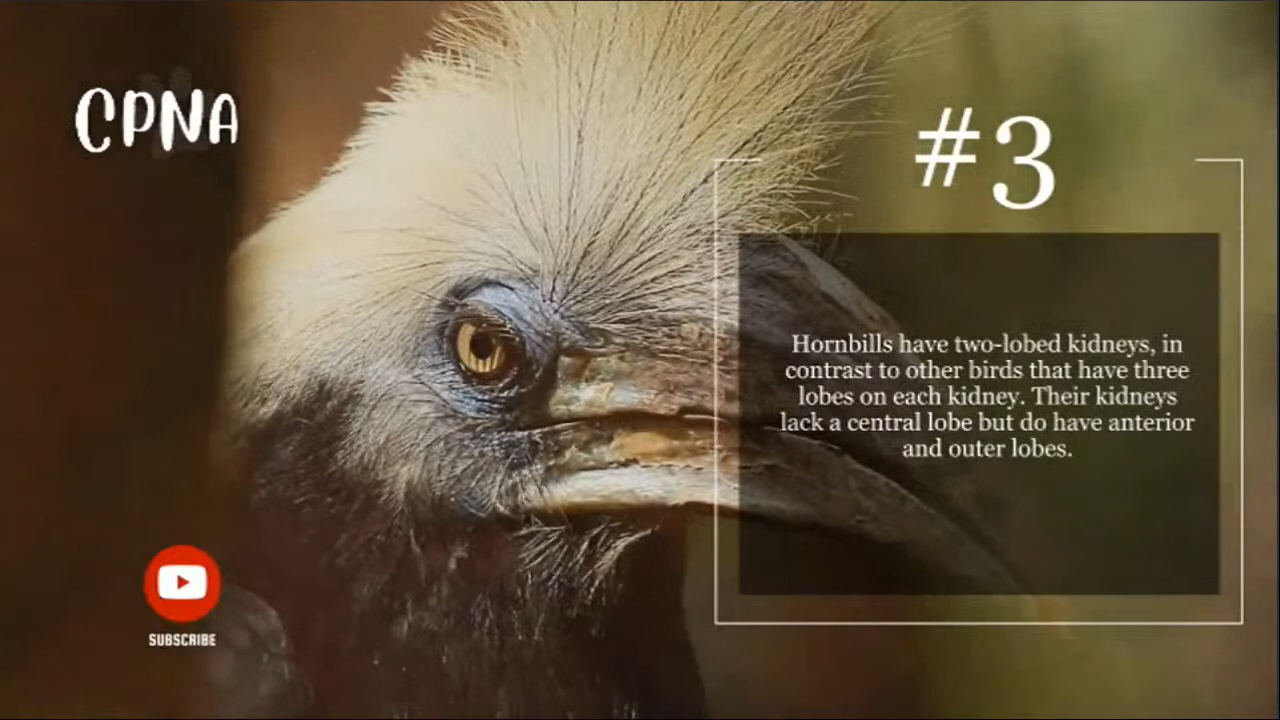 CPNA
#3
Hornbills have two-lobed kidneys, in
contrast to other birds that have three
lobes on each kidney. Their kidneys
lack a central lobe but do have anterior
and outer lobes.
SUBSCRIBE